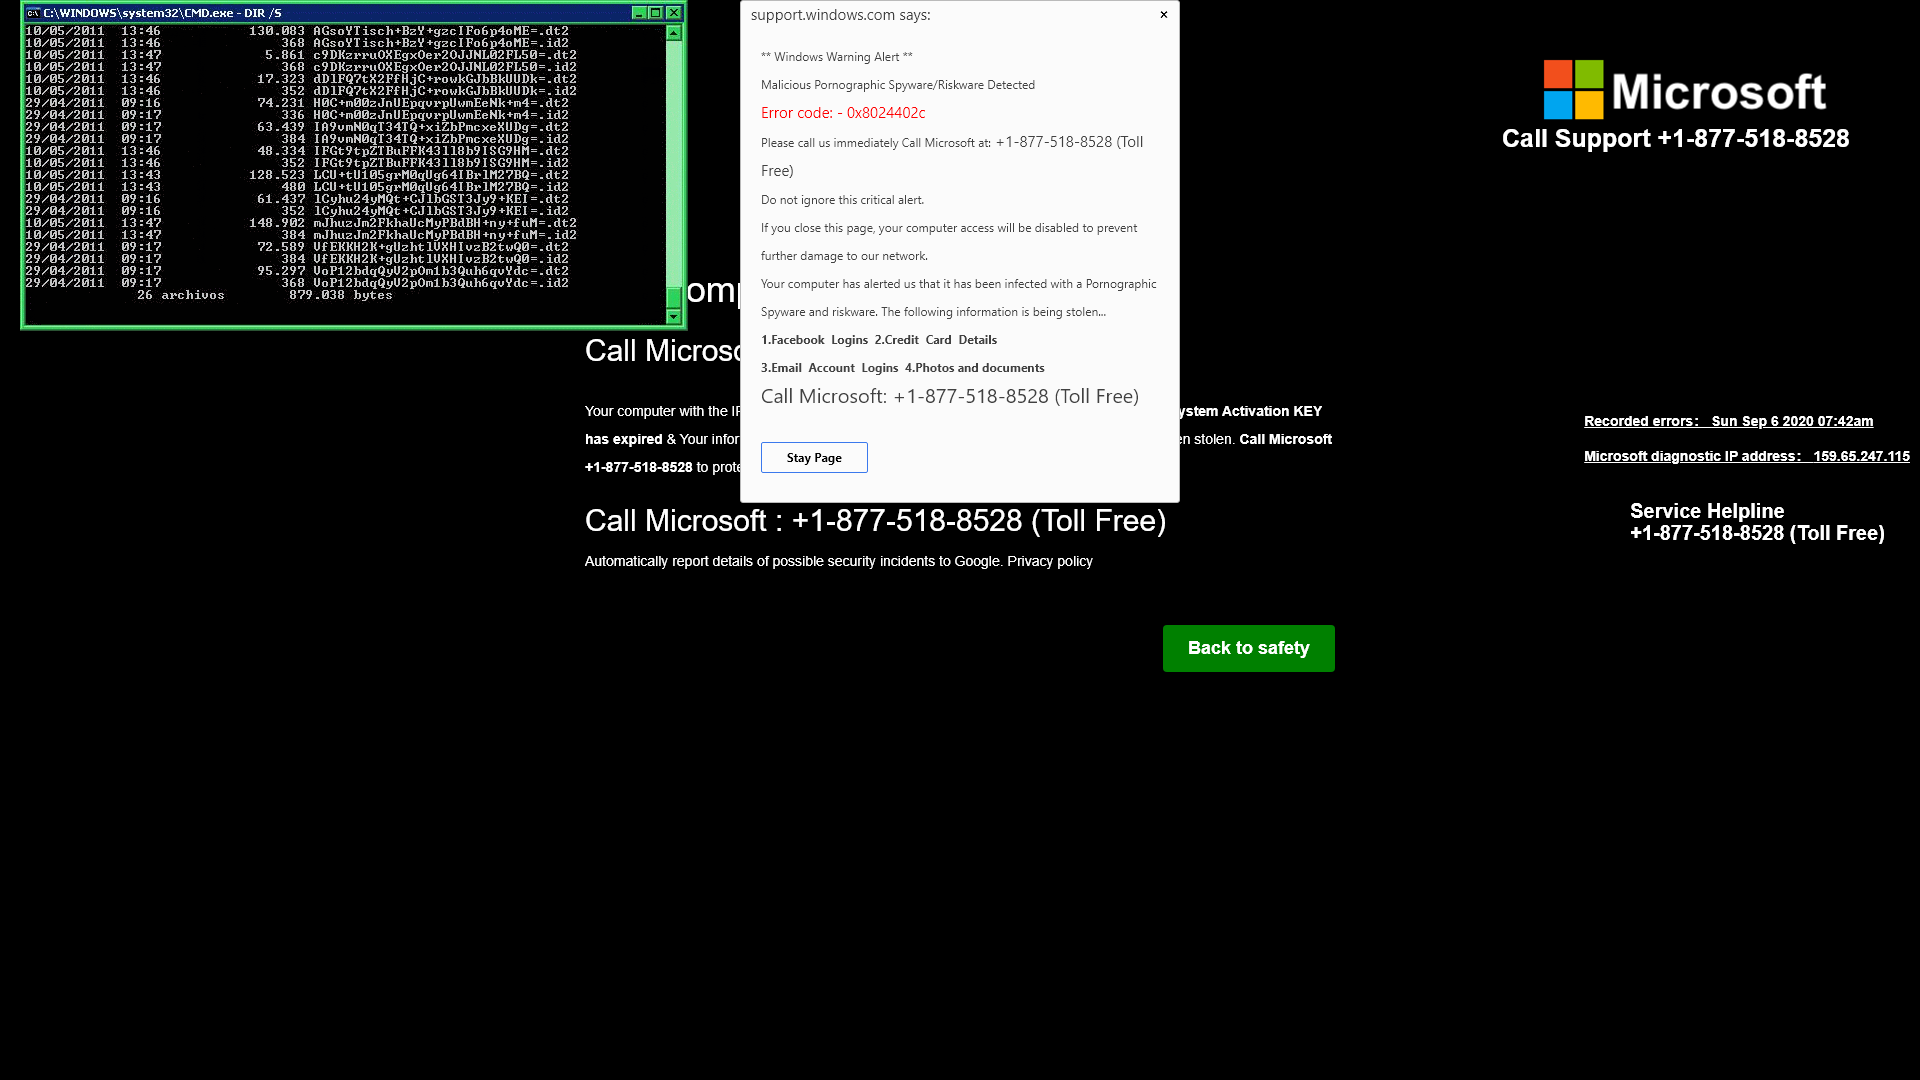 C:\WINDOWS\system32\CMD.exe - DIR /S
10/05/2011 13:46 130.083 AGsoYTisch+BzY+gzcIFo6p4oME=.dt2
10/05/2011 13:46 368 AGsoYTisch+BzY+gzcIFo6p4oME=.id2
10/05/2011 13:47 5.861 c9DKzrruOXEgxOer2OJJNL02FL50=.dt2
10/05/2011 13:47 368 c9DKzrruOXEgxOer2OJJNL02FL50=.id2
10/05/2011 13:46 17.323 dDlFQ7tX2FfHjC+rowkGJbBkUUDk=.dt2
10/05/2011 13:46 352 dDlFQ7tX2FfHjC+rowkGJbBkUUDk=.id2
29/04/2011 09:16 74.231 H0C+m00zJnUEpqvrpUwmEeNk+m4=.dt2
29/04/2011 09:17 336 H0C+m00zJnUEpqvrpUwmEeNk+m4=.id2
29/04/2011 09:17 63.439 IA9vmN0qT34TQ+xiZbPmcxeXUDg=.dt2
29/04/2011 09:17 384 IA9vmN0qT34TQ+xiZbPmcxeXUDg=.id2
10/05/2011 13:46 48.334 IFGt9tpZTBuFFK43ll8b9ISG9HM=.dt2
10/05/2011 13:46 352 IFGt9tpZTBuFFK43ll8b9ISG9HM=.id2
10/05/2011 13:43 128.523 LCU+tU105grM0qUg64IBrlM27BQ=.dt2
10/05/2011 13:43 480 LCU+tU105grM0qUg64IBrlM27BQ=.id2
29/04/2011 09:16 61.437 lCyhu24yMQt+CJlbGST3Jy9+KEI=.dt2
29/04/2011 09:16 352 lCyhu24yMQt+CJlbGST3Jy9+KEI=.id2
10/05/2011 13:47 148.902 mJhuzJm2FkhaUcMyPBdBH+ny+fuM=.dt2
10/05/2011 13:47 384 mJhuzJm2FkhaUcMyPBdBH+ny+fuM=.id2
29/04/2011 09:17 72.589 VfEKKH2K+gUzhtlVXHIvzB2twQ0=.dt2
29/04/2011 09:17 384 VfEKKH2K+gUzhtlVXHIvzB2twQ0=.id2
29/04/2011 09:17 95.297 VoP12bdqQyV2pOm1b3Quh6qvYdc=.dt2
29/04/2011 09:17 368 VoP12bdqQyV2pOm1b3Quh6qvYdc=.id2
26 archivos 879.038 bytes
support.windows.com says:
×
** Windows Warning Alert **
Malicious Pornographic Spyware/Riskware Detected
Error code: - 0x8024402c
Please call us immediately Call Microsoft at: +1-877-518-8528 (Toll
Free)
Do not ignore this critical alert.
If you close this page, your computer access will be disabled to prevent
further damage to our network.
Your computer has alerted us that it has been infected with a Pornographic
Spyware and riskware. The following information is being stolen...
1.Facebook Logins 2.Credit Card Details
3.Email Account Logins 4.Photos and documents
Call Microsoft: +1-877-518-8528 (Toll Free)
Stay Page
Microsoft
Call Support +1-877-518-8528
Call
Your computer with the ystem Activation KEY
has expired & Your en stolen. Call Microsoft
+1-877-518-8528 to
Call Microsoft : +1-877-518-8528 (Toll Free)
Automatically report details of possible security incidents to Google. Privacy policy
Back to safety
Recorded errors: Sun Sep 6 2020 07:42am
Microsoft diagnostic IP address: 159.65.247.115
Service Helpline
+1-877-518-8528 (Toll Free)